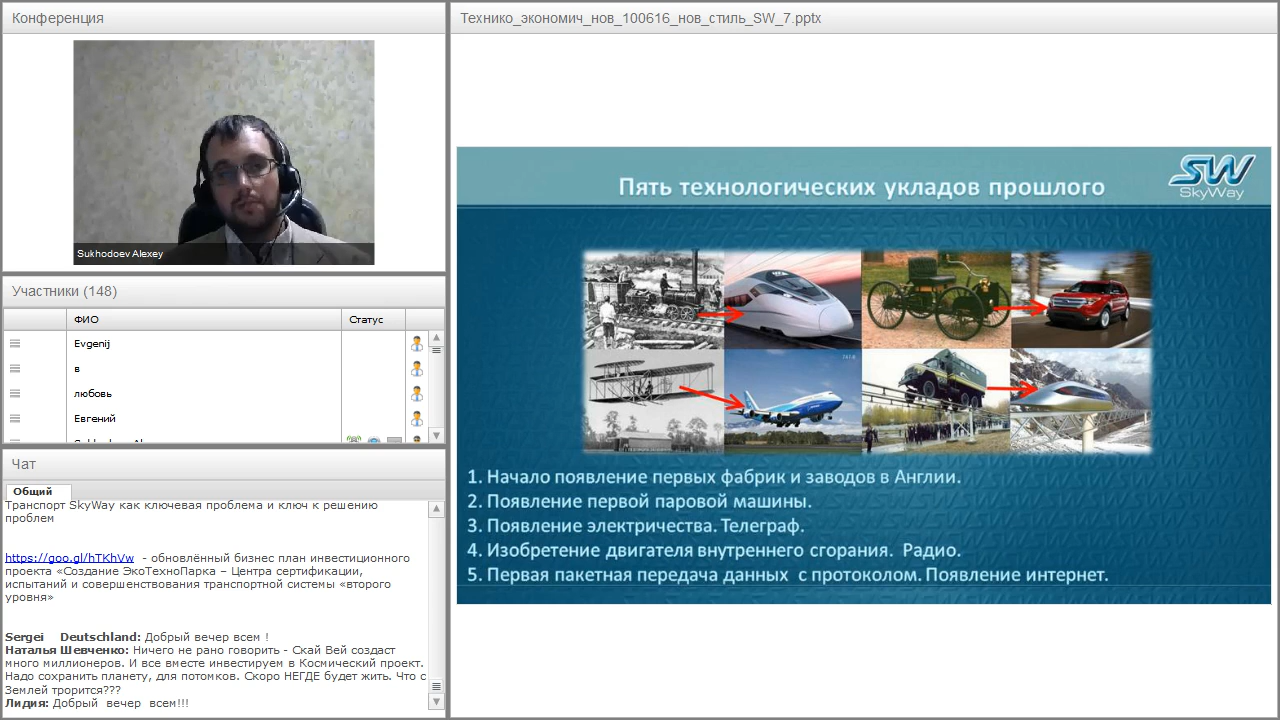 Конференция
Sukhodoev Alexey
Участники (148)
ФИО
Статус
Evgenij
в
любовь
Евгений
Чат
Общий
Транспорт SkyWay как ключевая проблема и ключ к решению
проблем
https://goo.gl/hTKhVw - обновлённый бизнес план инвестиционного
проекта «Создание ЭкоТехноПарка – Центра сертификации,
испытаний и совершенствования транспортной системы «второго
уровня»
Sergei Deutschland: Добрый вечер всем !
Наталья Шевченко: Ничего не рано говорить - Скай Вей создаст
много миллионеров. И все вместе инвестируем в Космический проект.
Надо сохранить планету, для потомков. Скоро НЕГДЕ будет жить. Что с
Землей трорится???
Лидия: Добрый вечер всем!!!
Технико_экономич_нов_100616_нов_стиль_SW_7.pptx
Пять технологических укладов прошлого
SW
SkyWay
1. Начало появление первых фабрик и заводов в Англии.
2. Появление первой паровой машины.
3. Появление электричества. Телеграф.
4. Изобретение двигателя внутреннего сгорания. Радио.
5. Первая пакетная передача данных с протоколом. Появление интернет.